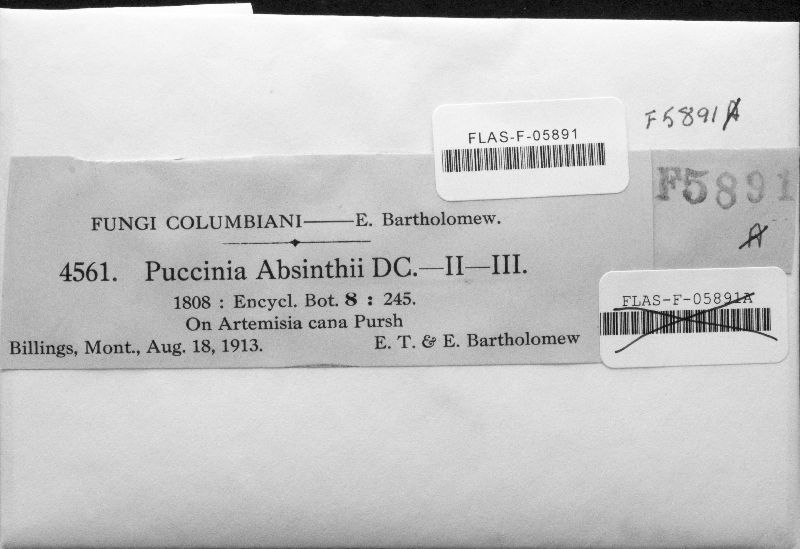 FLAS-F-05891
F5891A
F5891
A
FUNGI COLUMBIANI——E. Bartholomew.
4561. Puccinia Absinthii DC.—II—III.
1808 : Encycl. Bot. 8 : 245.
On Artemisia cana Pursh
Billings, Mont., Aug. 18, 1913. E. T. & E. Bartholomew
FLAS-F-05891A